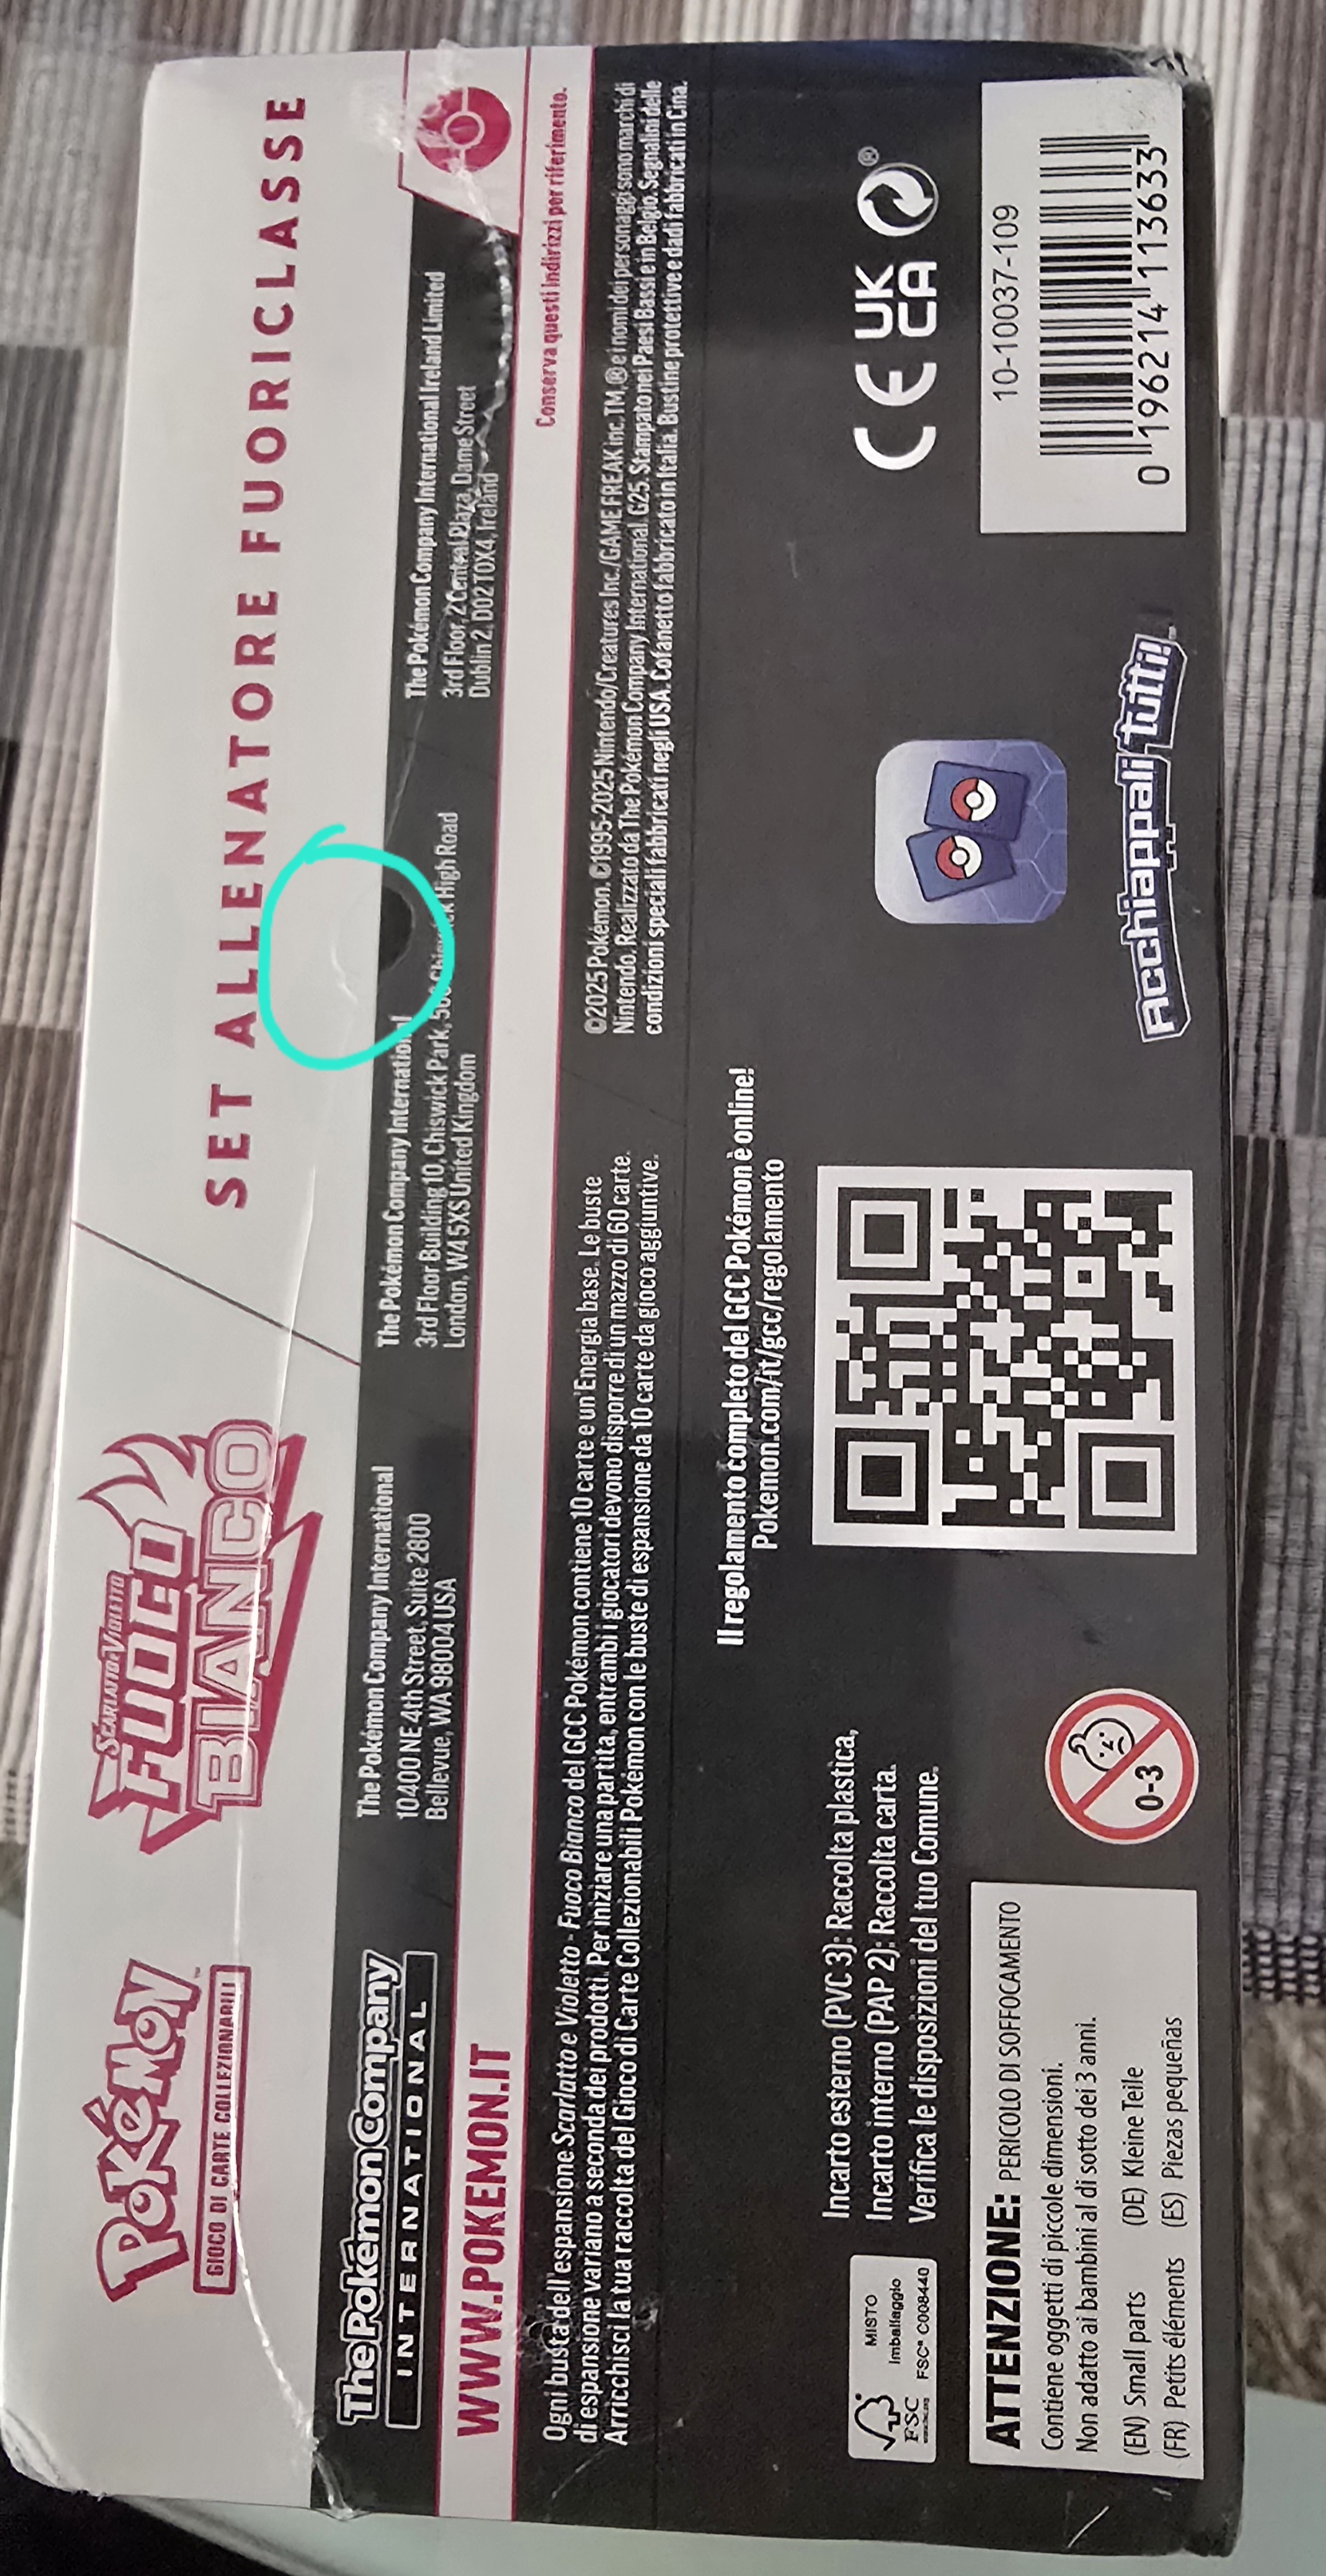 POKÉMON
GIOCO DI CARTE COLLEZIONABILI
SCARLATTO E VIOLETTO
FUOCO
BIANCO
SET ALLENATORE FUORICLASSE
The Pokémon Company
INTERNATIONAL
The Pokémon Company International
10400 NE 4th Street, Suite 2800
Bellevue, WA 98004 USA
The Pokémon Company International
3rd Floor Building 10, Chiswick Park, High Road
London, W4 5XS United Kingdom
The Pokémon Company International Ireland Limited
3rd Floor, 2 Central Plaza, Dame Street
Dublin 2, D02 T0X4, Ireland
WWW.POKEMON.IT
Conserva questi indirizzi per riferimento.
Ogni busta dell'espansione Scarlatto e Violetto - Fuoco Bianco del GCC Pokémon contiene 10 carte e un'Energia base. Le buste
di espansione variano a seconda dei prodotti. Per iniziare una partita, entrambi i giocatori devono disporre di un mazzo di 60 carte.
Arricchisci la tua raccolta del Gioco di Carte Collezionabili Pokémon con le buste di espansione da 10 carte da gioco aggiuntive.
©2025 Pokémon. ©1995-2025 Nintendo/Creatures Inc./GAME FREAK inc. TM, ® e i nomi dei personaggi sono marchi di
Nintendo. Realizzato da The Pokémon Company International. G25. Stampato nei Paesi Bassi e in Belgio. Segnalini delle
condizioni speciali fabbricati negli USA. Cofanetto fabbricato in Italia. Bustine protettive e dadi fabbricati in Cina.
Il regolamento completo del GCC Pokémon è online!
Pokemon.com/it/gcc/regolamento
MISTO
Imballaggio
FSC
FSC® C008440
Incarto esterno (PVC 3): Raccolta plastica,
Incarto interno (PAP 2): Raccolta carta.
Verifica le disposizioni del tuo Comune.
ATTENZIONE: PERICOLO DI SOFFOCAMENTO
Contiene oggetti di piccole dimensioni.
Non adatto ai bambini al di sotto dei 3 anni.
(EN) Small parts (DE) Kleine Teile
(FR) Petits éléments (ES) Piezas pequeñas
0-3
Acchiappali tutti!™
CE UK CA ®
10-10037-109
0 196214 113633